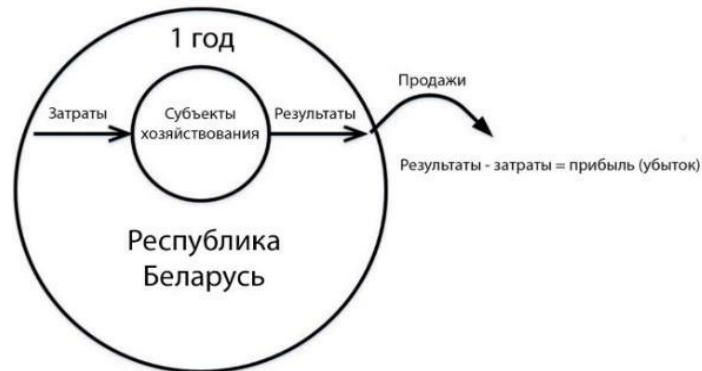 1 год
Продажи
Затраты
Субъекты
хозяйствования
Результаты
Результаты - затраты = прибыль (убыток)
Республика
Беларусь